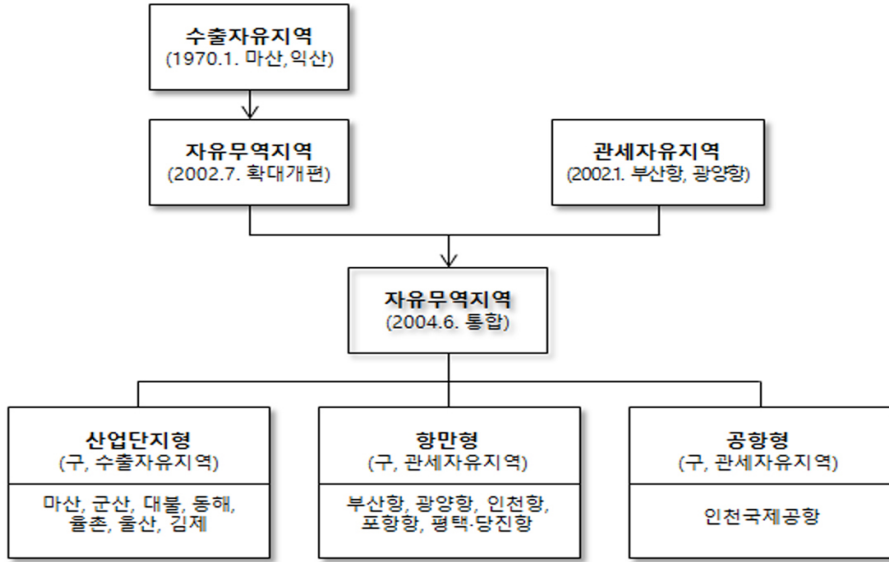 수출자유지역
(1970.1. 마산,익산)
자유무역지역
(2002.7. 확대개편)
관세자유지역
(2002.1. 부산항, 광양항)
자유무역지역
(2004.6. 통합)
산업단지형
(구, 수출자유지역)
마산, 군산, 대불, 동해,
율촌, 울산, 김제
항만형
(구, 관세자유지역)
부산항, 광양항, 인천항,
포항항, 평택·당진항
공항형
(구, 관세자유지역)
인천국제공항